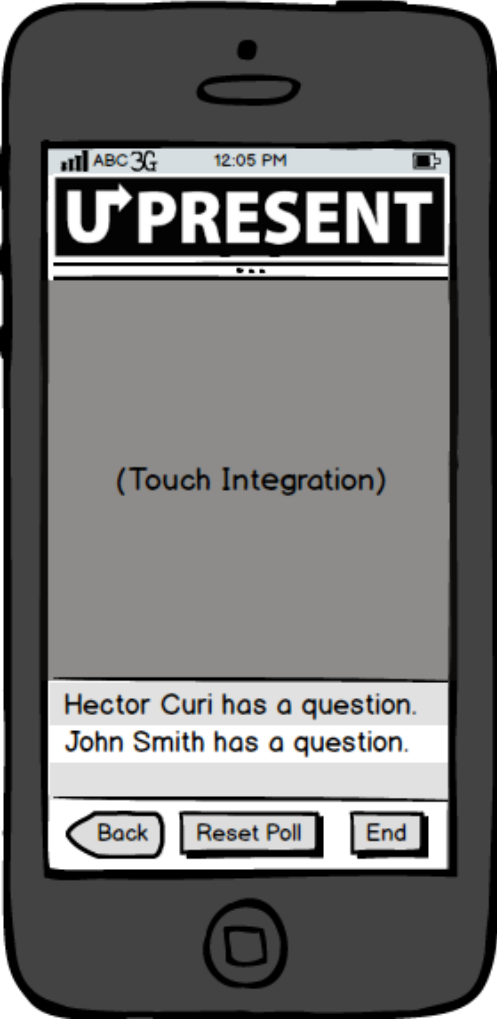 ABC 3G 12:05 PM
UPRESENT
...
(Touch Integration)
Hector Curi has a question.
John Smith has a question.
Back Reset Poll End